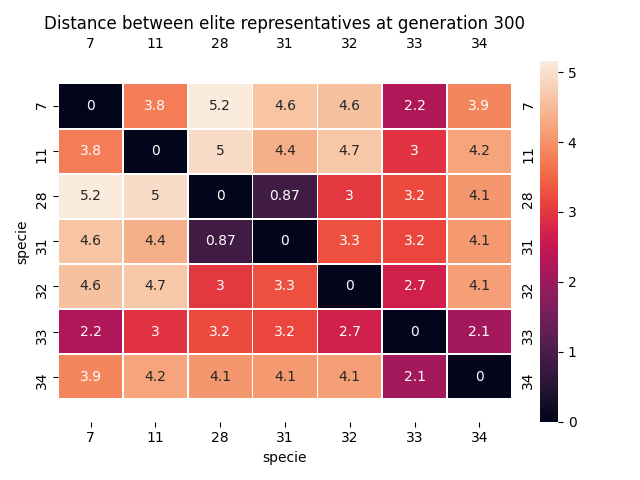 Distance between elite representatives at generation 300
7 11 28 31 32 33 34
7 0 3.8 5.2 4.6 4.6 2.2 3.9 7
11 3.8 0 5 4.4 4.7 3 4.2 11
28 5.2 5 0 0.87 3 3.2 4.1 28
31 4.6 4.4 0.87 0 3.3 3.2 4.1 31
32 4.6 4.7 3 3.3 0 2.7 4.1 32
33 2.2 3 3.2 3.2 2.7 0 2.1 33
34 3.9 4.2 4.1 4.1 4.1 2.1 0 34
7 11 28 31 32 33 34
specie
specie
5
4
3
2
1
0